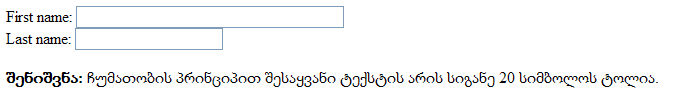 First name:
Last name:
შენიშვნა: ჩუმათობის პრინციპით შესაყვანი ტექსტის არის სიგანე 20 სიმბოლოს ტოლია.